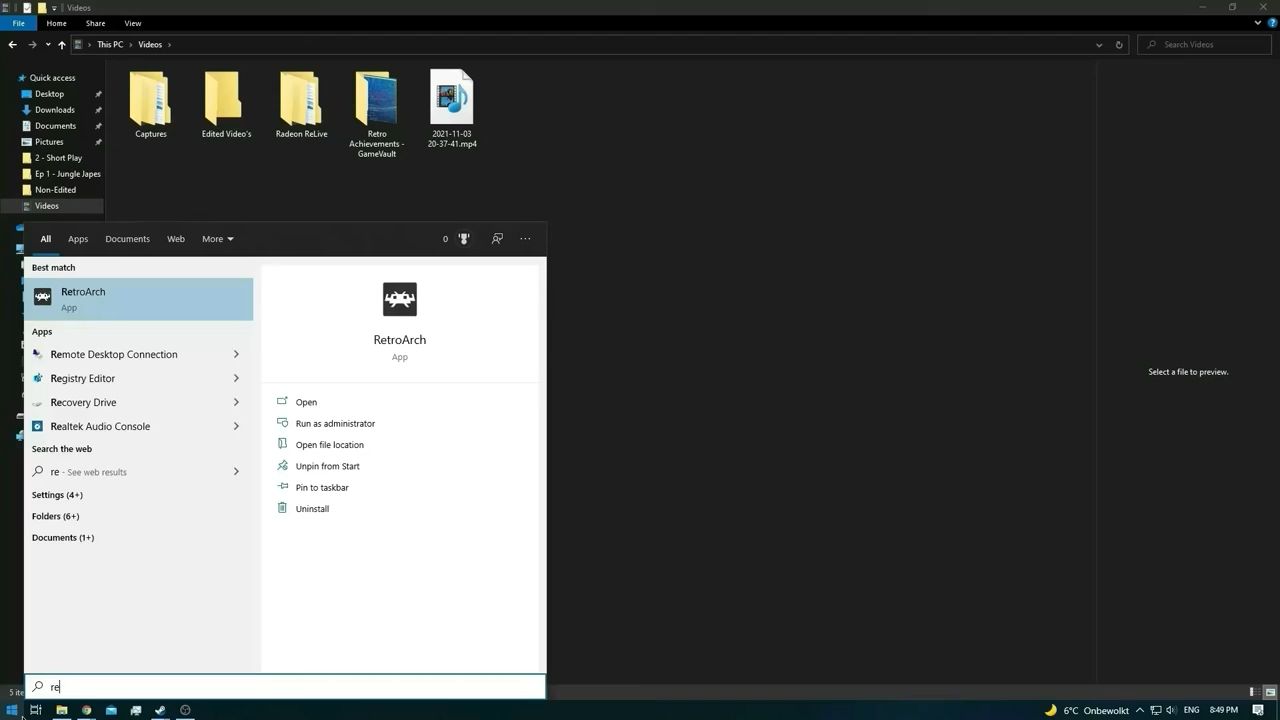 Videos
File
Home
Share
View
This PC
Videos
Search Videos
Quick access
Desktop
Downloads
Documents
Pictures
2 - Short Play
Ep 1 - Jungle Japes
Non-Edited
Videos
Captures
Edited Video's
Radeon ReLive
Retro
Achievements -
GameVault
2021-11-03
20-37-41.mp4
Select a file to preview.
All
Apps
Documents
Web
More
0
Best match
RetroArch
App
Apps
Remote Desktop Connection
Registry Editor
Recovery Drive
Realtek Audio Console
Search the web
re - See web results
Settings (4+)
Folders (6+)
Documents (1+)
RetroArch
App
Open
Run as administrator
Open file location
Unpin from Start
Pin to taskbar
Uninstall
re
5 ite
6°C Onbewolkt
ENG
8:49 PM